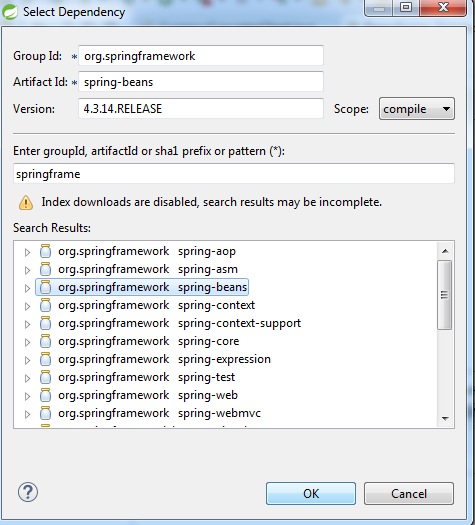 Select Dependency
Group Id: * org.springframework
Artifact Id: * spring-beans
Version: 4.3.14.RELEASE Scope: compile
Enter groupId, artifactId or sha1 prefix or pattern (*):
springframe
Index downloads are disabled, search results may be incomplete.
Search Results:
org.springframework spring-aop
org.springframework spring-asm
org.springframework spring-beans
org.springframework spring-context
org.springframework spring-context-support
org.springframework spring-core
org.springframework spring-expression
org.springframework spring-test
org.springframework spring-web
org.springframework spring-webmvc
OK Cancel